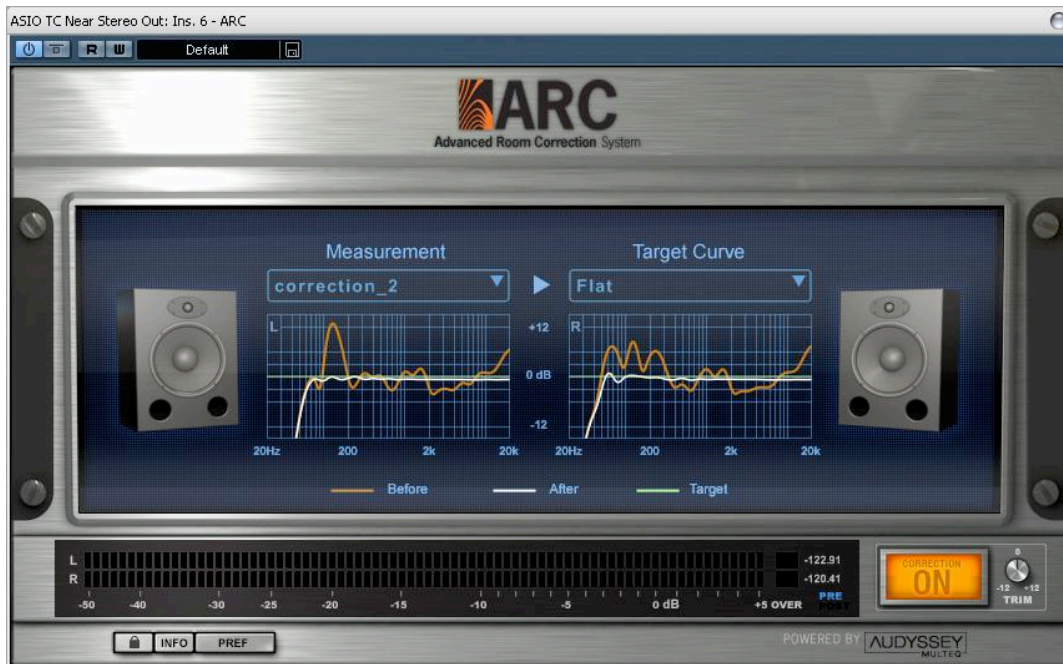 ASIO TC Near Stereo Out: Ins. 6 - ARC
R W Default
ARC
Advanced Room Correction System
Measurement Target Curve
correction_2 Flat
L +12 R
0 dB
-12
20Hz 200 2k 20k 20Hz 200 2k 20k
Before After Target
L -122.91
R -120.41
-50 -40 -30 -25 -20 -15 -10 -5 0 dB +5 OVER PRE
POST
CORRECTION
ON
0
-12 +12
TRIM
INFO PREF
POWERED BY AUDYSSEY
MULTEQ